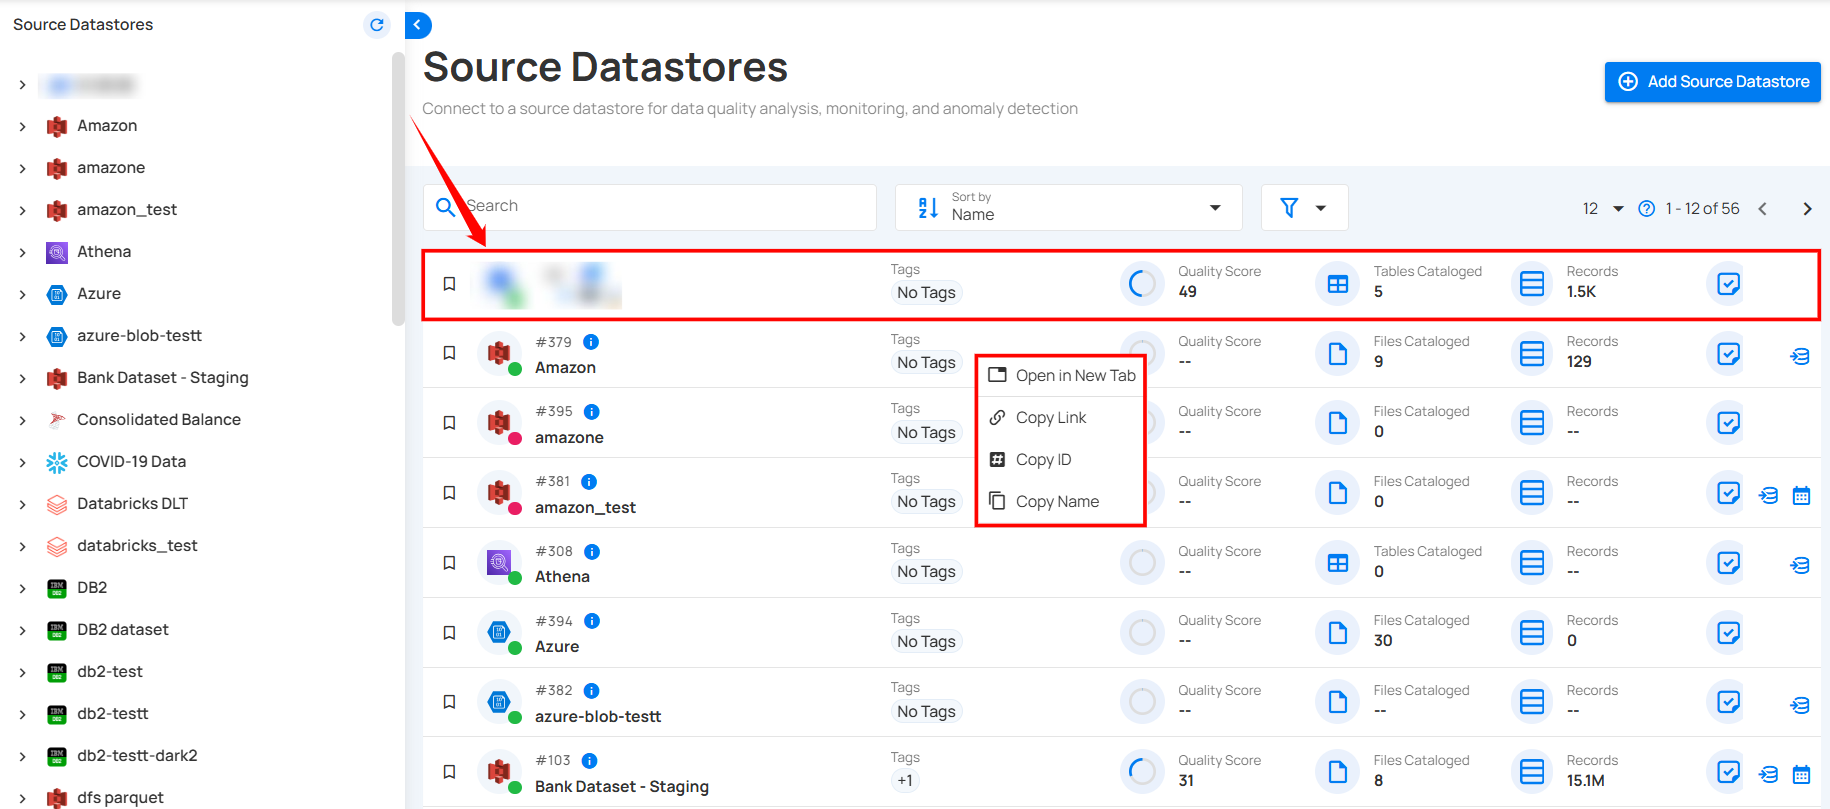 Source Datastores
Amazon
amazone
amazon_test
Athena
Azure
azure-blob-testt
Bank Dataset - Staging
Consolidated Balance
COVID-19 Data
Databricks DLT
databricks_test
DB2
DB2 dataset
db2-test
db2-testt
db2-testt-dark2
dfs parquet
Source Datastores
Connect to a source datastore for data quality analysis, monitoring, and anomaly detection
Add Source Datastore
Search
Sort by
Name
12
1 - 12 of 56
Tags Quality Score Tables Cataloged Records
No Tags 49 5 1.5K
#379 Tags Quality Score Files Cataloged Records
Amazon No Tags -- 9 129
Open in New Tab
Copy Link
Copy ID
Copy Name
#395 Tags Quality Score Files Cataloged Records
amazone No Tags -- 0 --
#381 Tags Quality Score Files Cataloged Records
amazon_test No Tags -- 0 --
#308 Tags Quality Score Tables Cataloged Records
Athena No Tags -- 0 --
#394 Tags Quality Score Files Cataloged Records
Azure No Tags -- 30 0
#382 Tags Quality Score Files Cataloged Records
azure-blob-testt No Tags -- -- --
#103 Tags Quality Score Files Cataloged Records
Bank Dataset - Staging +1 31 8 15.1M